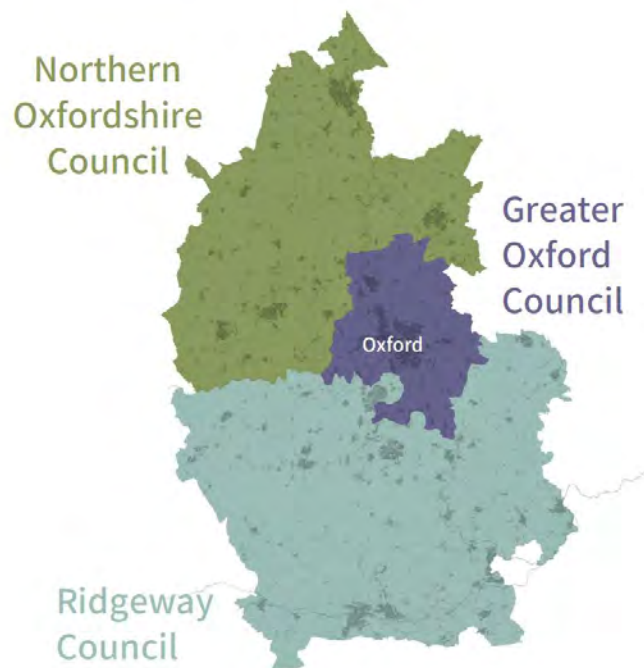 Northern
Oxfordshire
Council
Greater
Oxford
Council
Oxford
Ridgeway
Council